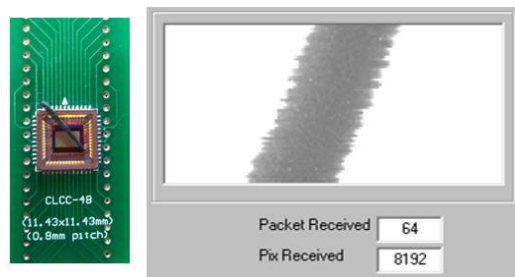 CLCC-48
(11.43x11.43mm)
(0.8mm pitch)
Packet Received 64
Pix Received 8192